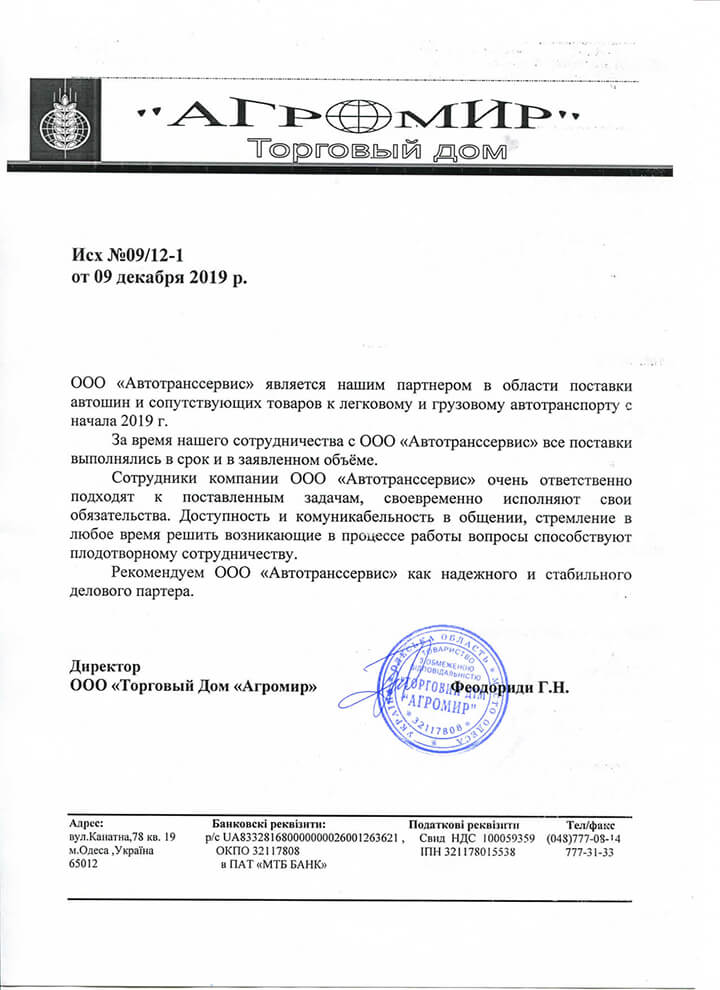 "АГРОМИР"
Торговый дом
Исх №09/12-1
от 09 декабря 2019 р.
ООО «Автотранссервис» является нашим партнером в области поставки
автошин и сопутствующих товаров к легковому и грузовому автотранспорту с
начала 2019 г.
За время нашего сотрудничества с ООО «Автотранссервис» все поставки
выполнялись в срок и в заявленном объёме.
Сотрудники компании ООО «Автотранссервис» очень ответственно
подходят к поставленным задачам, своевременно исполняют свои
обязательства. Доступность и комуникабельность в общении, стремление в
любое время решить возникающие в процессе работы вопросы способствуют
плодотворному сотрудничеству.
Рекомендуем ООО «Автотранссервис» как надежного и стабильного
делового партера.
Директор
ООО «Торговый Дом «Агромир» Феодориди Г.Н.
УКРАЇНА * ОДЕСЬКА ОБЛАСТЬ * МІСТО ОДЕСА *
ТОВАРИСТВО
З ОБМЕЖЕНОЮ
ВІДПОВІДАЛЬНІСТЮ
"ТОРГОВИЙ ДІМ
"АГРОМИР"
* 32117808 *
Адрес: Банковскі реквізити: Податкові реквізити Тел/факс
вул.Канатна,78 кв. 19 р/с UA833281680000000026001263621 , Свид НДС 100059359 (048)777-08-14
м.Одеса ,Україна ОКПО 32117808 ІПН 321178015538 777-31-33
65012 в ПАТ «МТБ БАНК»